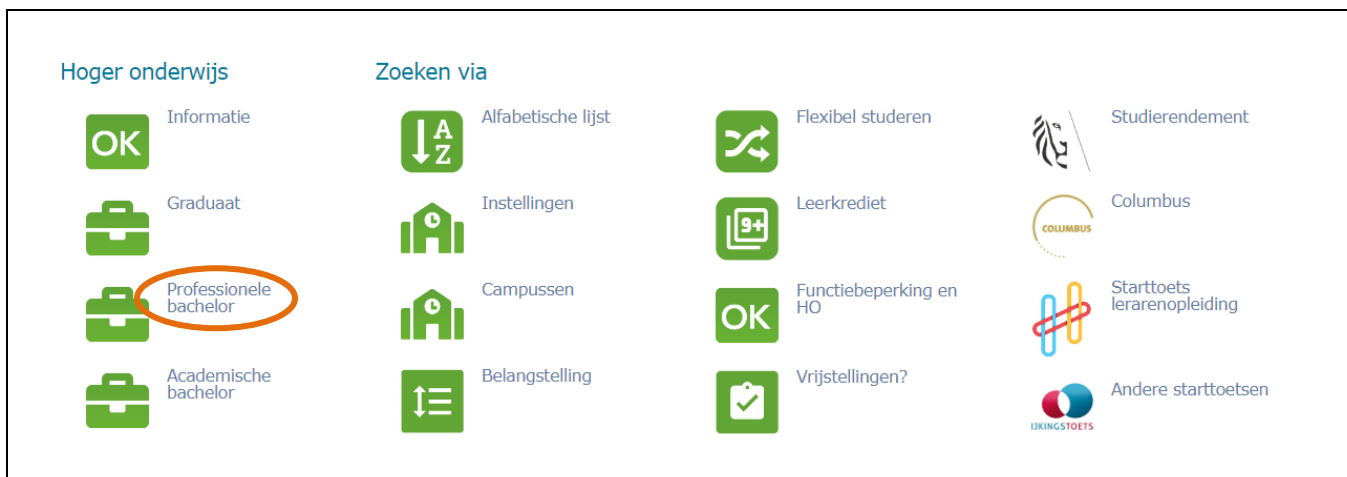 Hoger onderwijs
Zoeken via
OK
Informatie
A
Z
Alfabetische lijst
Flexibel studeren
Studierendement
Graduaat
Instellingen
9+
Leerkrediet
COLUMBUS
Columbus
Professionele
bachelor
Campussen
OK
Functiebeperking en
HO
Starttoets
lerarenopleiding
Academische
bachelor
Belangstelling
Vrijstellingen?
IJKINGSTOETS
Andere starttoetsen